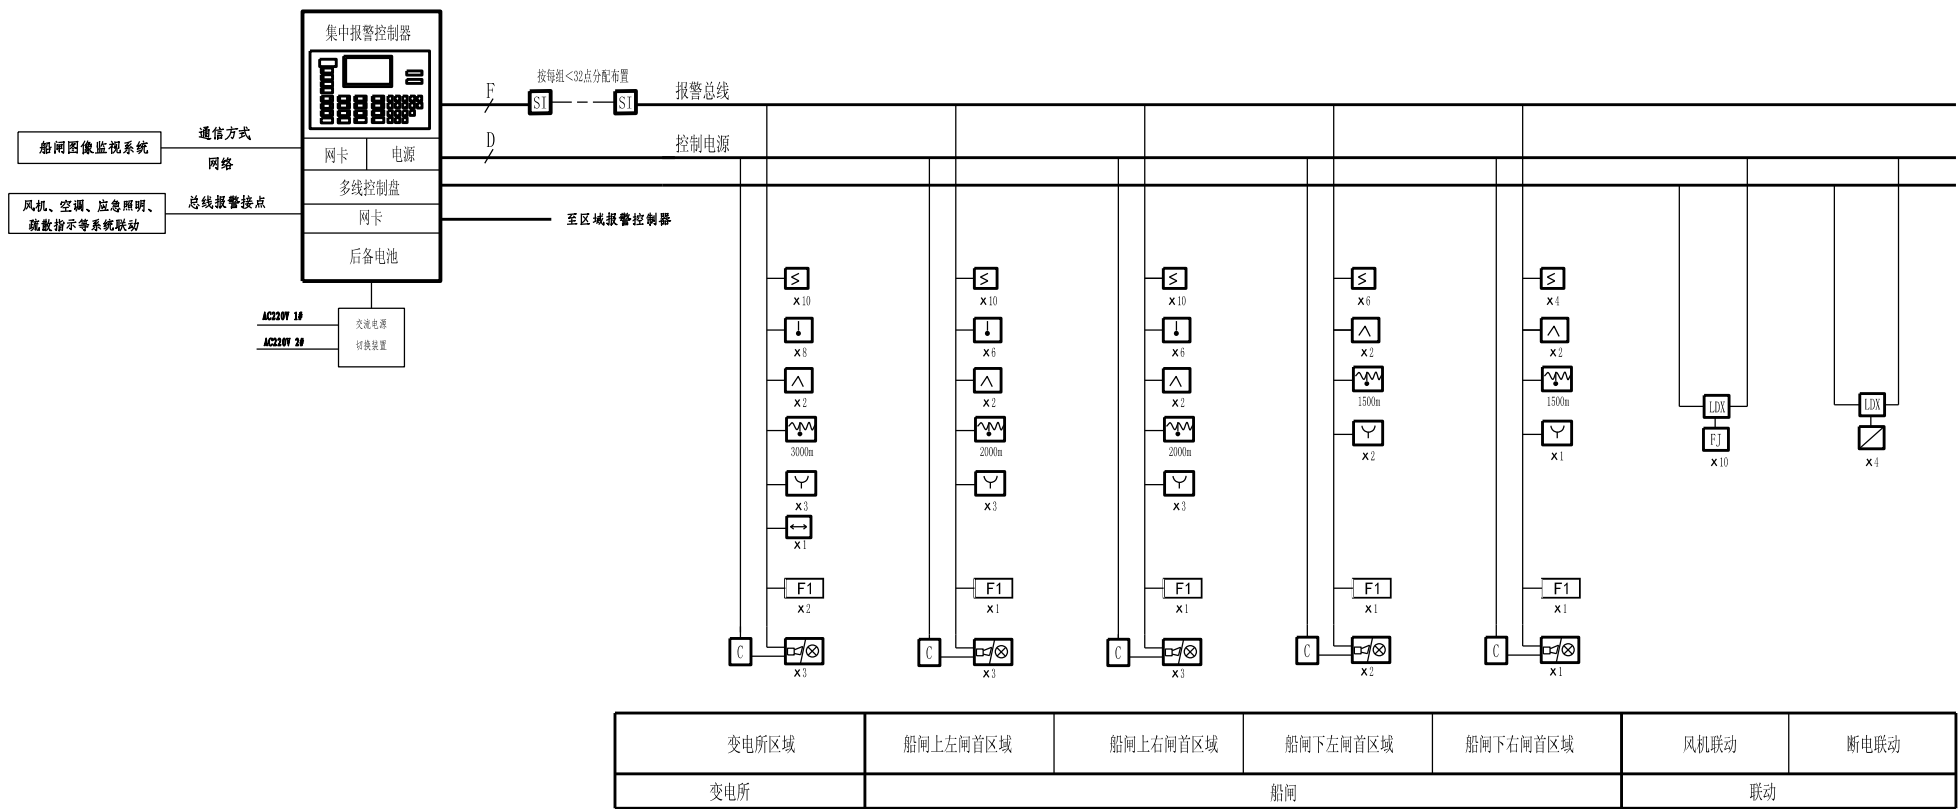 集中报警控制器
网卡
电源
多线控制盘
网卡
后备电池
船闸图像监视系统
通信方式
网络
风机、空调、应急照明、
疏散指示等系统联动
总线报警接点
AC220V 1#
AC220V 2#
交流电源
切换装置
F
SI
按每组<32点分配布置
SI
报警总线
D
控制电源
至区域报警控制器
x10
x8
x2
3000m
x3
x1
F1
x2
C
x3
x10
x6
x2
2000m
x3
F1
x1
C
x3
x10
x6
x2
2000m
x3
F1
x1
C
x3
x6
x2
1500m
x2
F1
x1
C
x2
x4
x2
1500m
x1
F1
x1
C
x1
LDX
FJ
x10
LDX
x4
变电所区域
船闸上左闸首区域
船闸上右闸首区域
船闸下左闸首区域
船闸下右闸首区域
风机联动
断电联动
变电所
船闸
联动